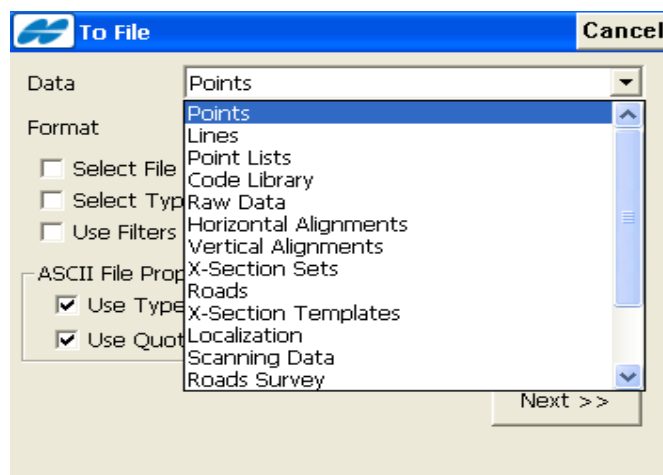 To File
Cancel
Data
Points
Points
Lines
Point Lists
Code Library
Raw Data
Horizontal Alignments
Vertical Alignments
X-Section Sets
Roads
X-Section Templates
Localization
Scanning Data
Roads Survey
Format
Select File
Select Typ
Use Filters
ASCII File Prop
Use Type
Use Quot
Next >>